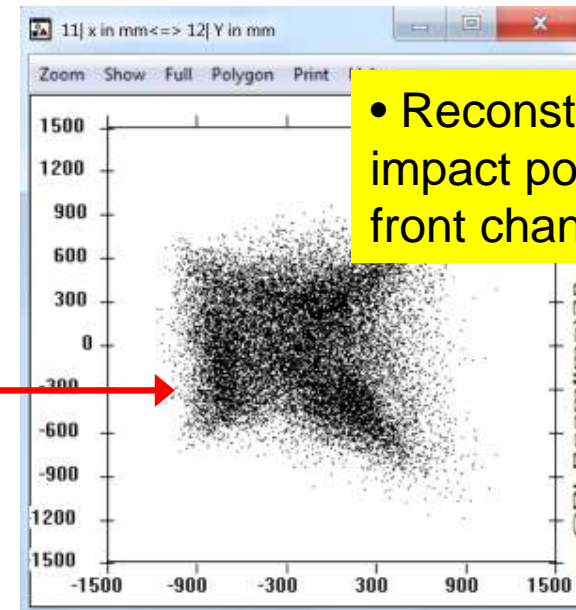 11| x in mm<=> 12| Y in mm
Zoom Show Full Polygon Print
• Reconst
impact po
front chan
1500
1200
900
600
300
0
-300
-600
-900
1200
1500
-1500 -900 -300 300 900 1500